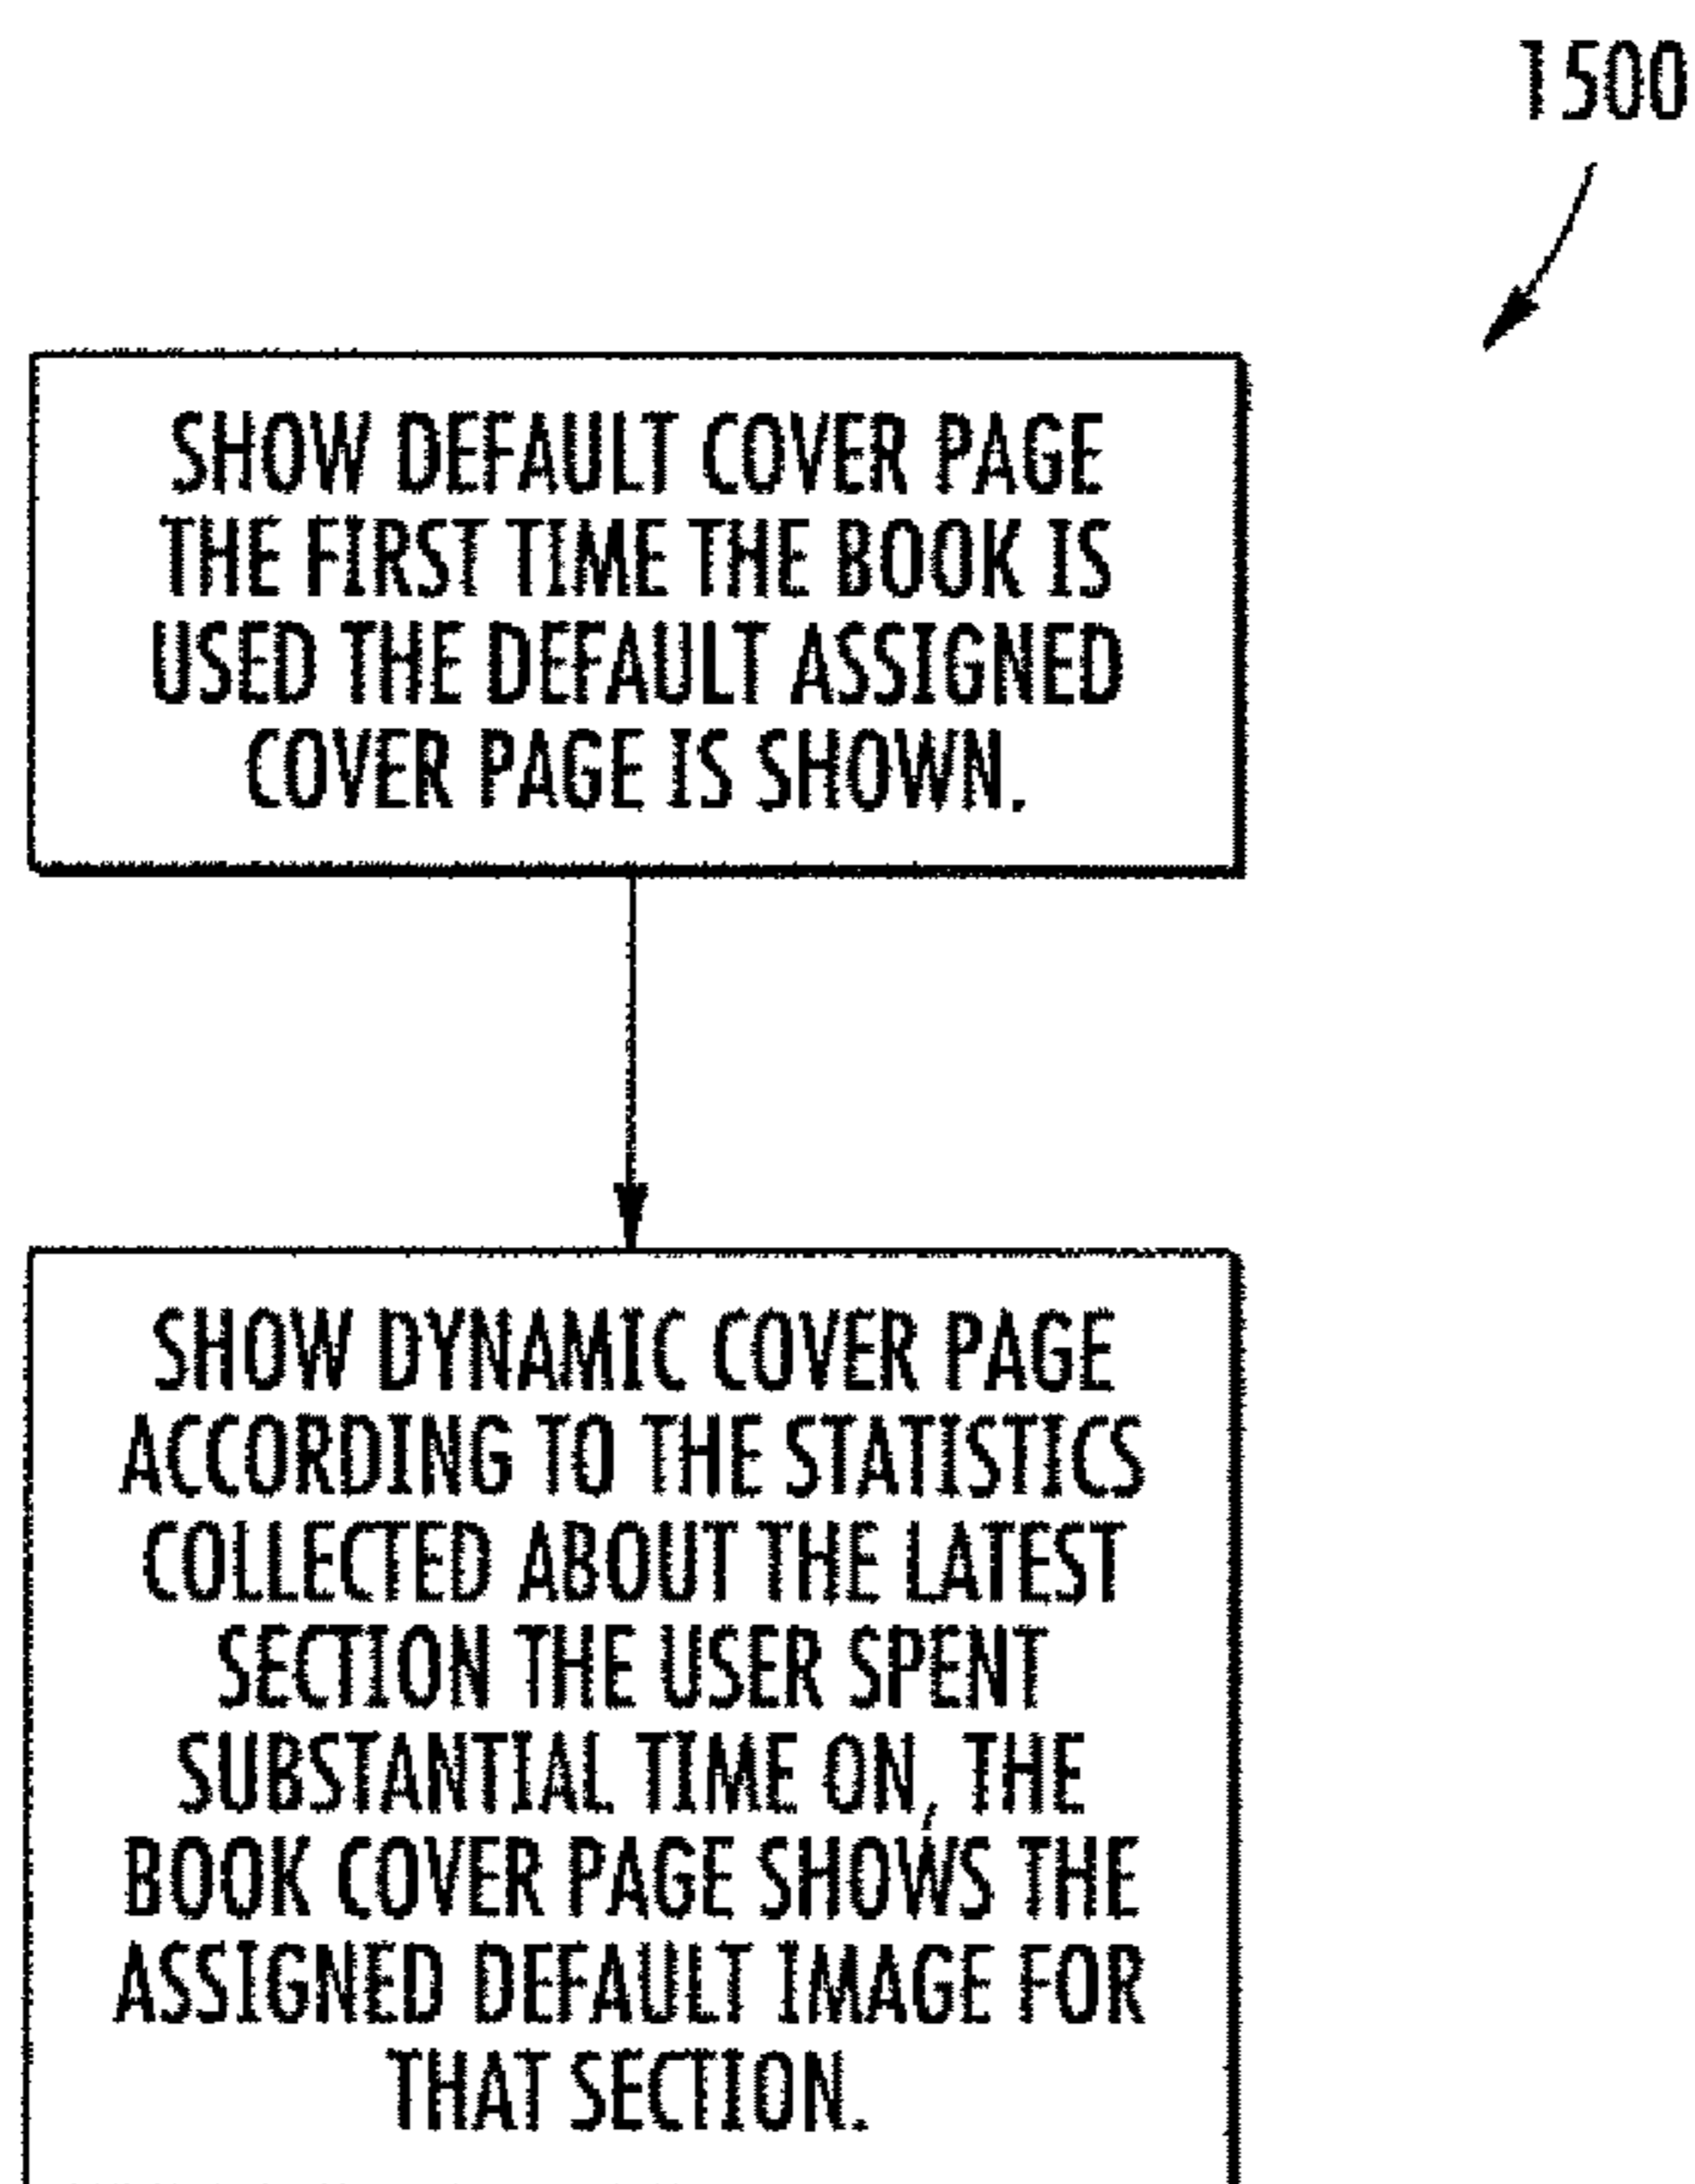 1500
SHOW DEFAULT COVER PAGE
THE FIRST TIME THE BOOK IS
USED THE DEFAULT ASSIGNED
COVER PAGE IS SHOWN.
SHOW DYNAMIC COVER PAGE
ACCORDING TO THE STATISTICS
COLLECTED ABOUT THE LATEST
SECTION THE USER SPENT
SUBSTANTIAL TIME ON, THE
BOOK COVER PAGE SHOWS THE
ASSIGNED DEFAULT IMAGE FOR
THAT SECTION.